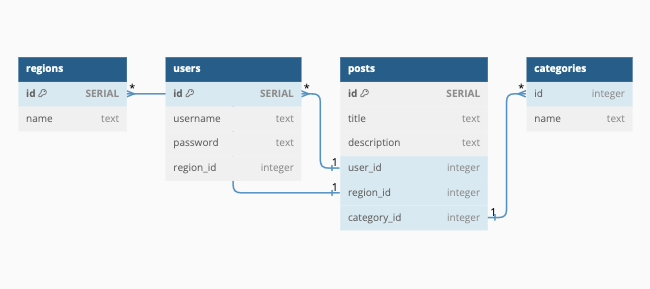 regions
id SERIAL
name text
users
id SERIAL
username text
password text
region_id integer
posts
id SERIAL
title text
description text
user_id integer
region_id integer
category_id integer
categories
id integer
name text
*
*
1
1
1
*